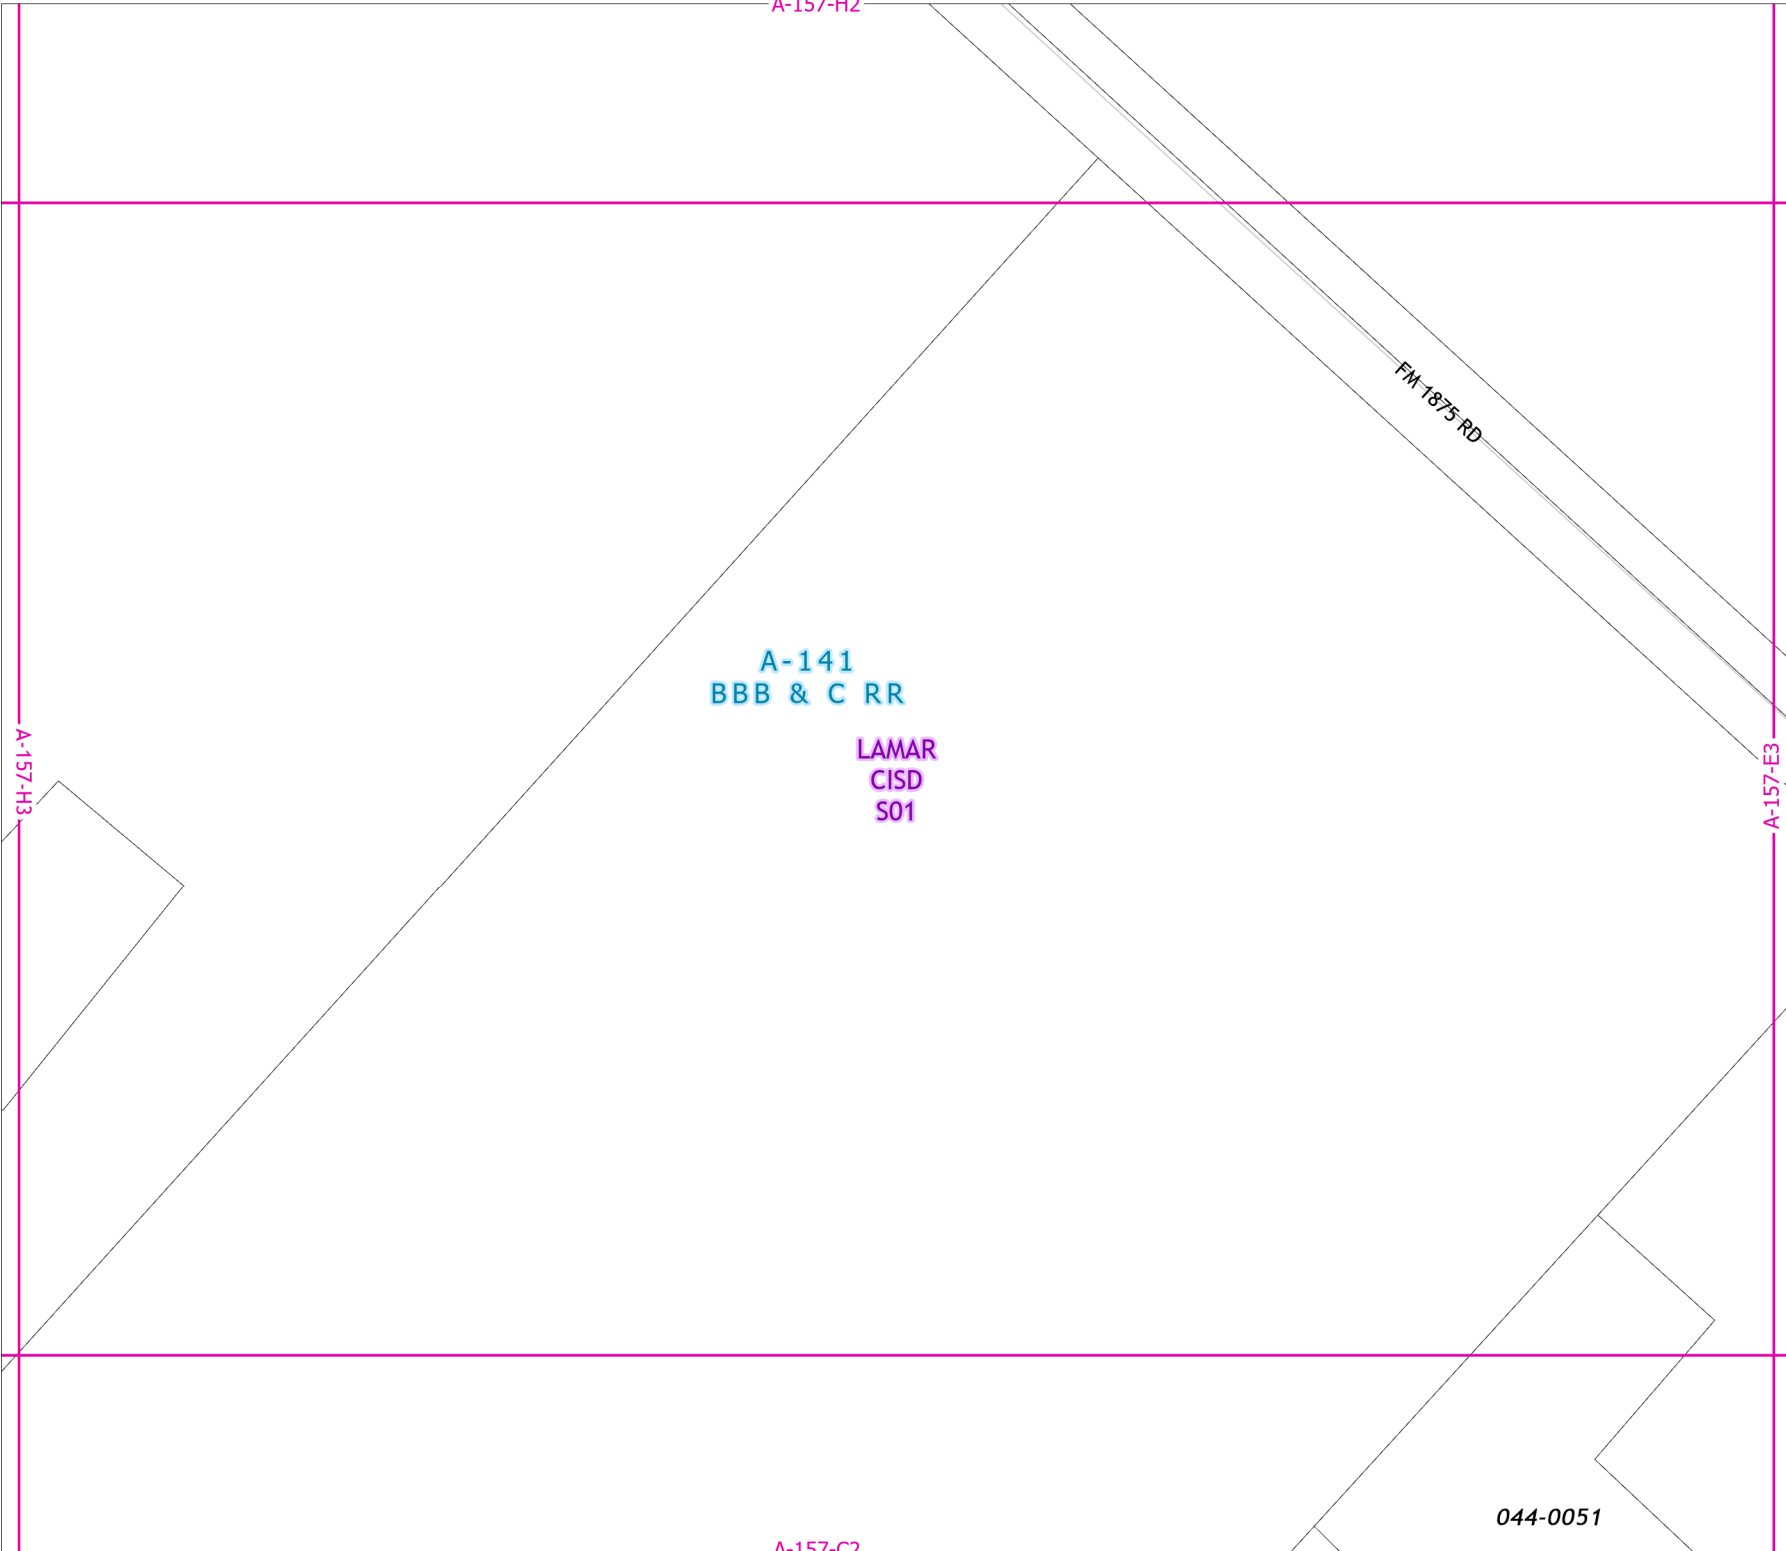 A-157-H2
FM 1875 RD
A-141
BBB & C RR
LAMAR
CISD
S01
A-157-H3
A-157-E3
044-0051
A-157-C2